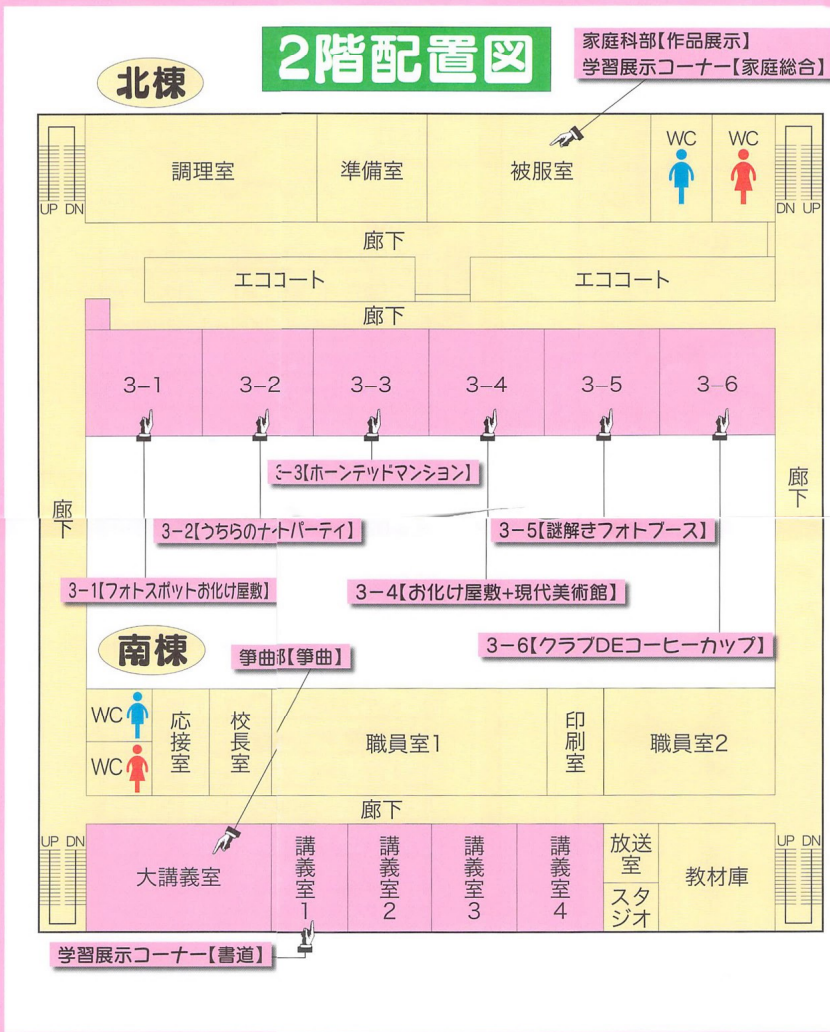 2階配置図
家庭科部【作品展示】
学習展示コーナー【家庭総合】
北棟
調理室
準備室
被服室
WC
WC
UP DN
DN UP
廊下
エココート
エココート
廊下
3-1
3-2
3-3
3-4
3-5
3-6
3-3【ホーンテッドマンション】
廊下
廊下
3-2【うちらのナイトパーティ】
3-5【謎解きフォトブース】
3-1【フォトスポットお化け屋敷】
3-4【お化け屋敷+現代美術館】
南棟
箏曲部【箏曲】
3-6【クラブDEコーヒーカップ】
WC
WC
応接室
校長室
職員室1
印刷室
職員室2
廊下
UP DN
UP DN
大講義室
講義室1
講義室2
講義室3
講義室4
放送室
スタジオ
教材庫
学習展示コーナー【書道】